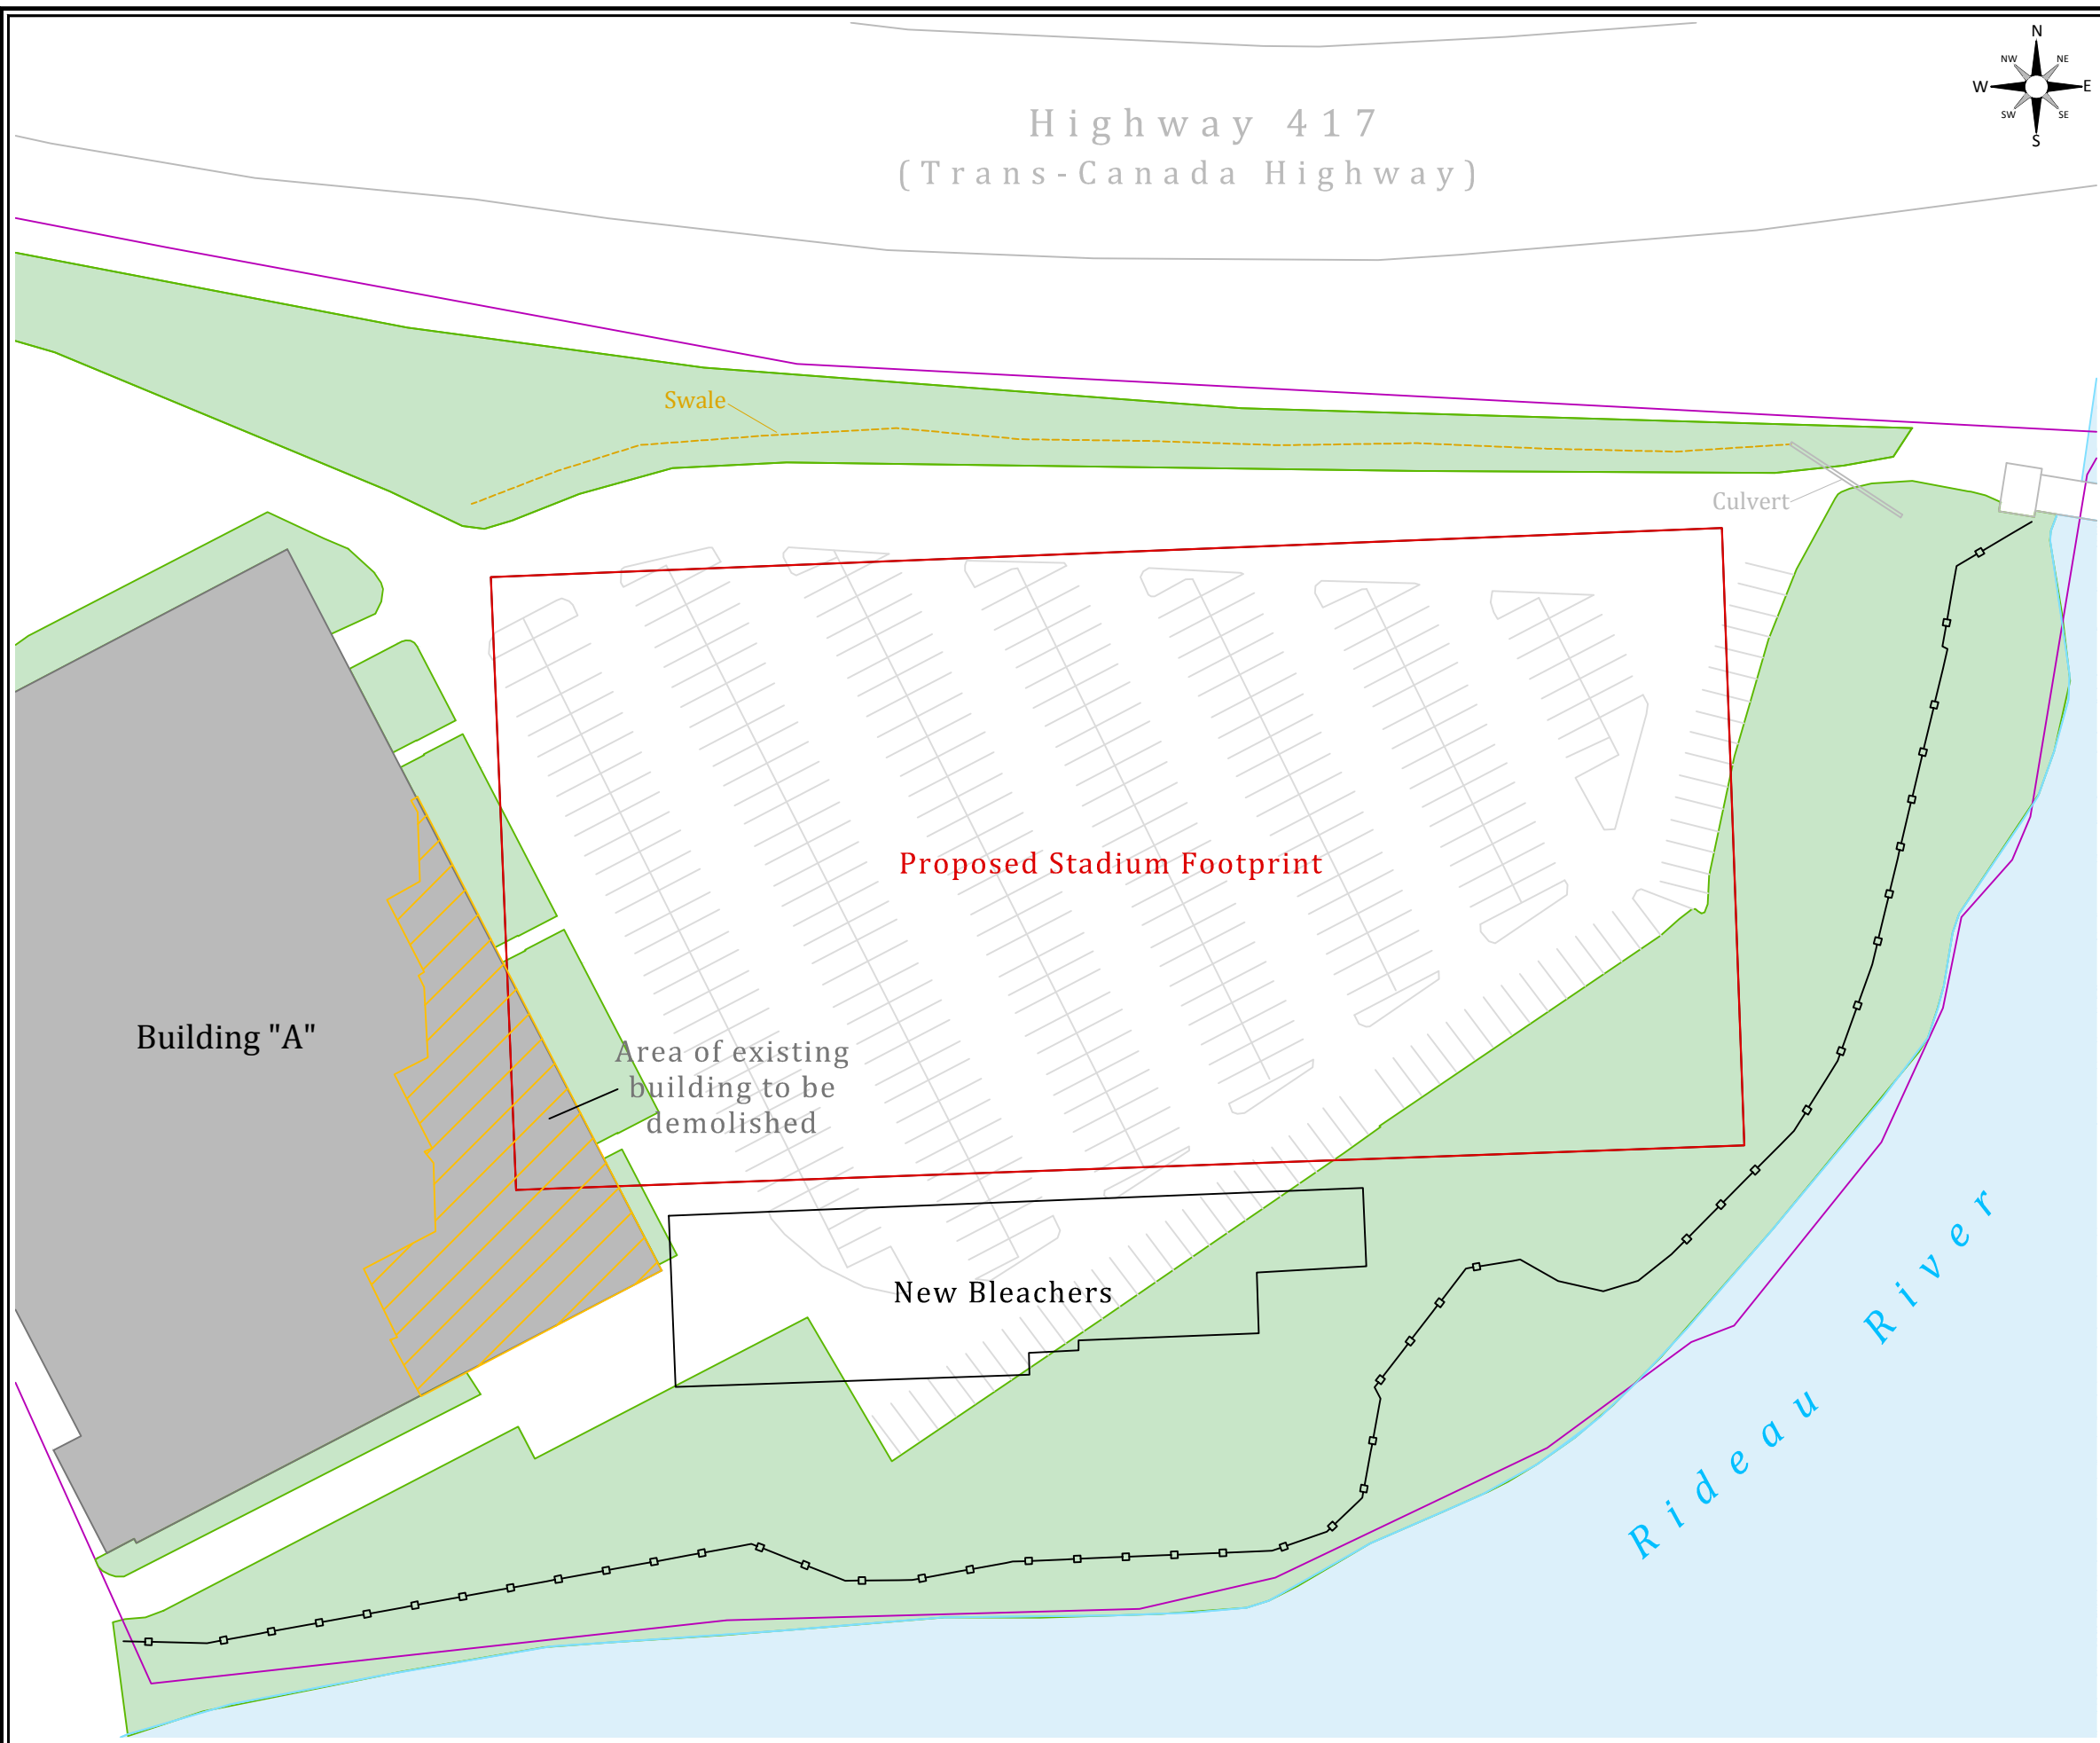 N
NW NE
W E
SW SE
S
Highway 417
(Trans-Canada Highway)
Swale
Culvert
Proposed Stadium Footprint
Building "A"
Area of existing
building to be
demolished
New Bleachers
Rideau River